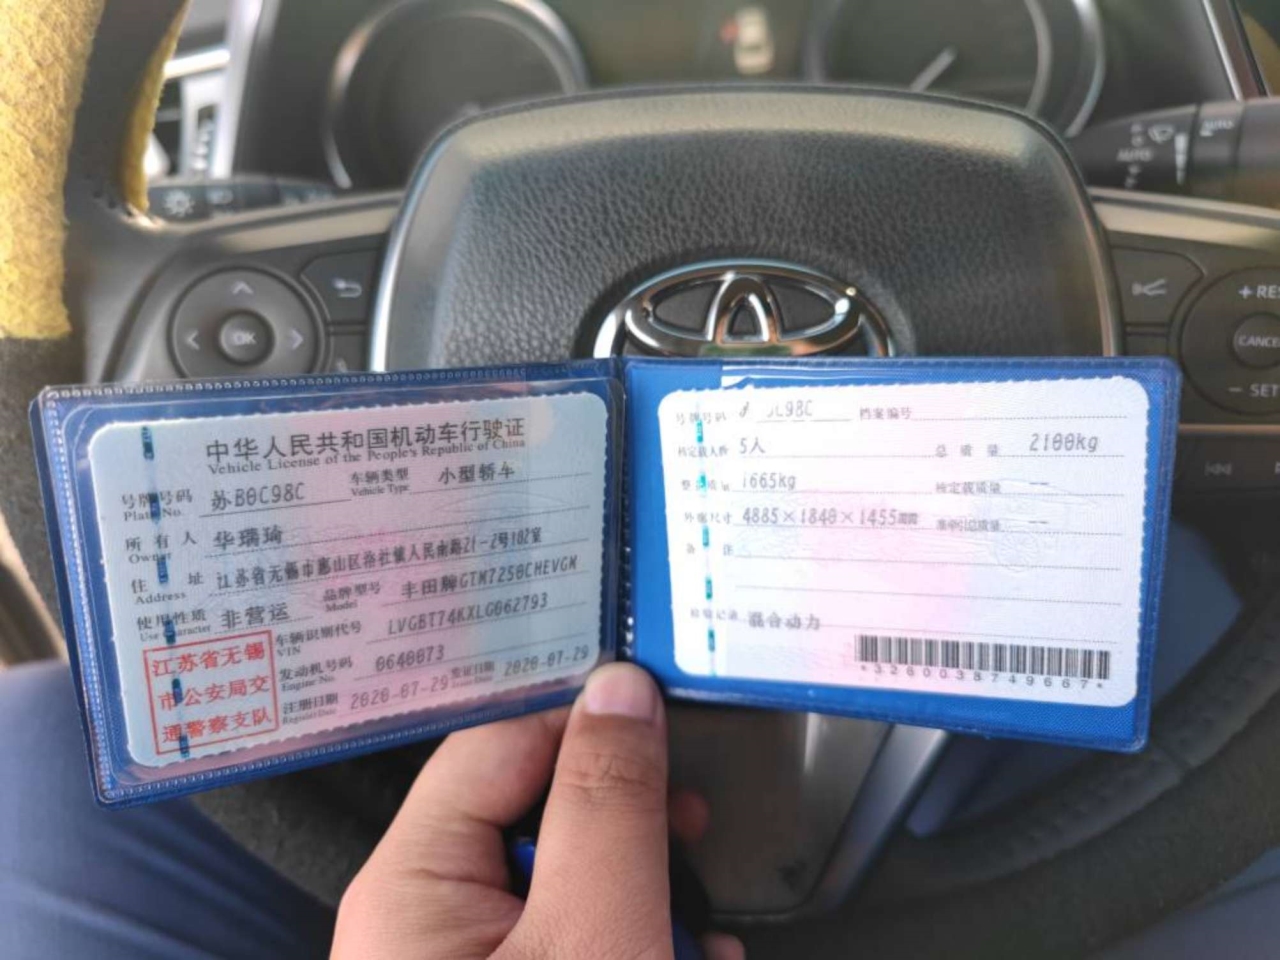 中华人民共和国机动车行驶证
Vehicle License of the People's Republic of China
号牌号码 Plate No. 苏B0C98C 车辆类型 Vehicle Type 小型轿车
所有人 Owner 华瑞琦
住址 Address 江苏省无锡市惠山区洛社镇人民南路21-2号102室
使用性质 Use Character 非营运 品牌型号 Model 丰田牌GTM7250CHEVGM
车辆识别代号 VIN LVGBT74KXLG062793
发动机号码 Engine No. 0640073
注册日期 Register Date 2020-07-29 发证日期 Issue Date 2020-07-29
江苏省无锡
市公安局交
通警察支队
号牌号码 0C98C 档案编号
核定载人数 5人 总质量 2100kg
整备质量 1665kg 核定载质量 --
外廓尺寸 4885×1840×1455mm 准牵引总质量 --
备注
检验记录 混合动力
*3260038749667*
OK
AUTO
AUTO
+ RES
CANCEL
- SET